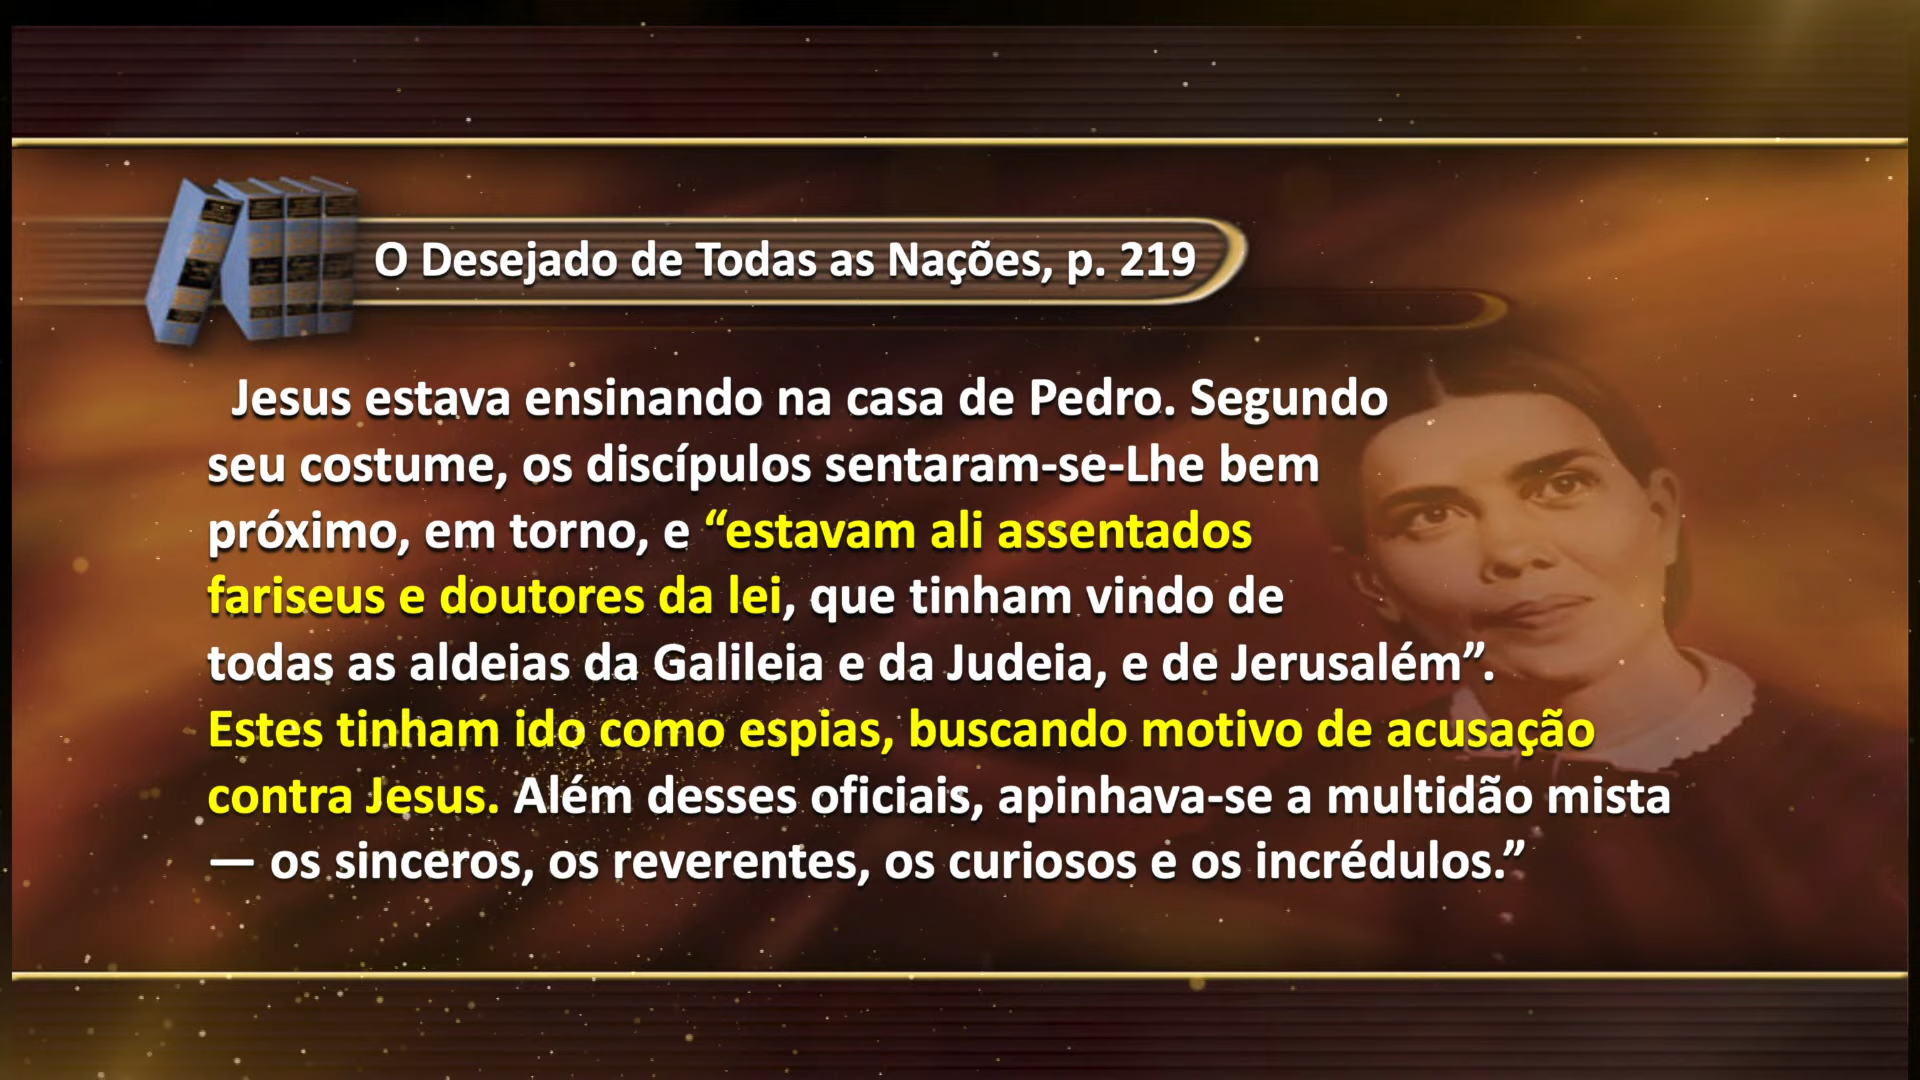 O Desejado de Todas as Nações, p. 219
Jesus estava ensinando na casa de Pedro. Segundo
seu costume, os discípulos sentaram-se-Lhe bem
próximo, em torno, e “estavam ali assentados
fariseus e doutores da lei, que tinham vindo de
todas as aldeias da Galileia e da Judeia, e de Jerusalém”.
Estes tinham ido como espias, buscando motivo de acusação
contra Jesus. Além desses oficiais, apinhava-se a multidão mista
— os sinceros, os reverentes, os curiosos e os incrédulos.”